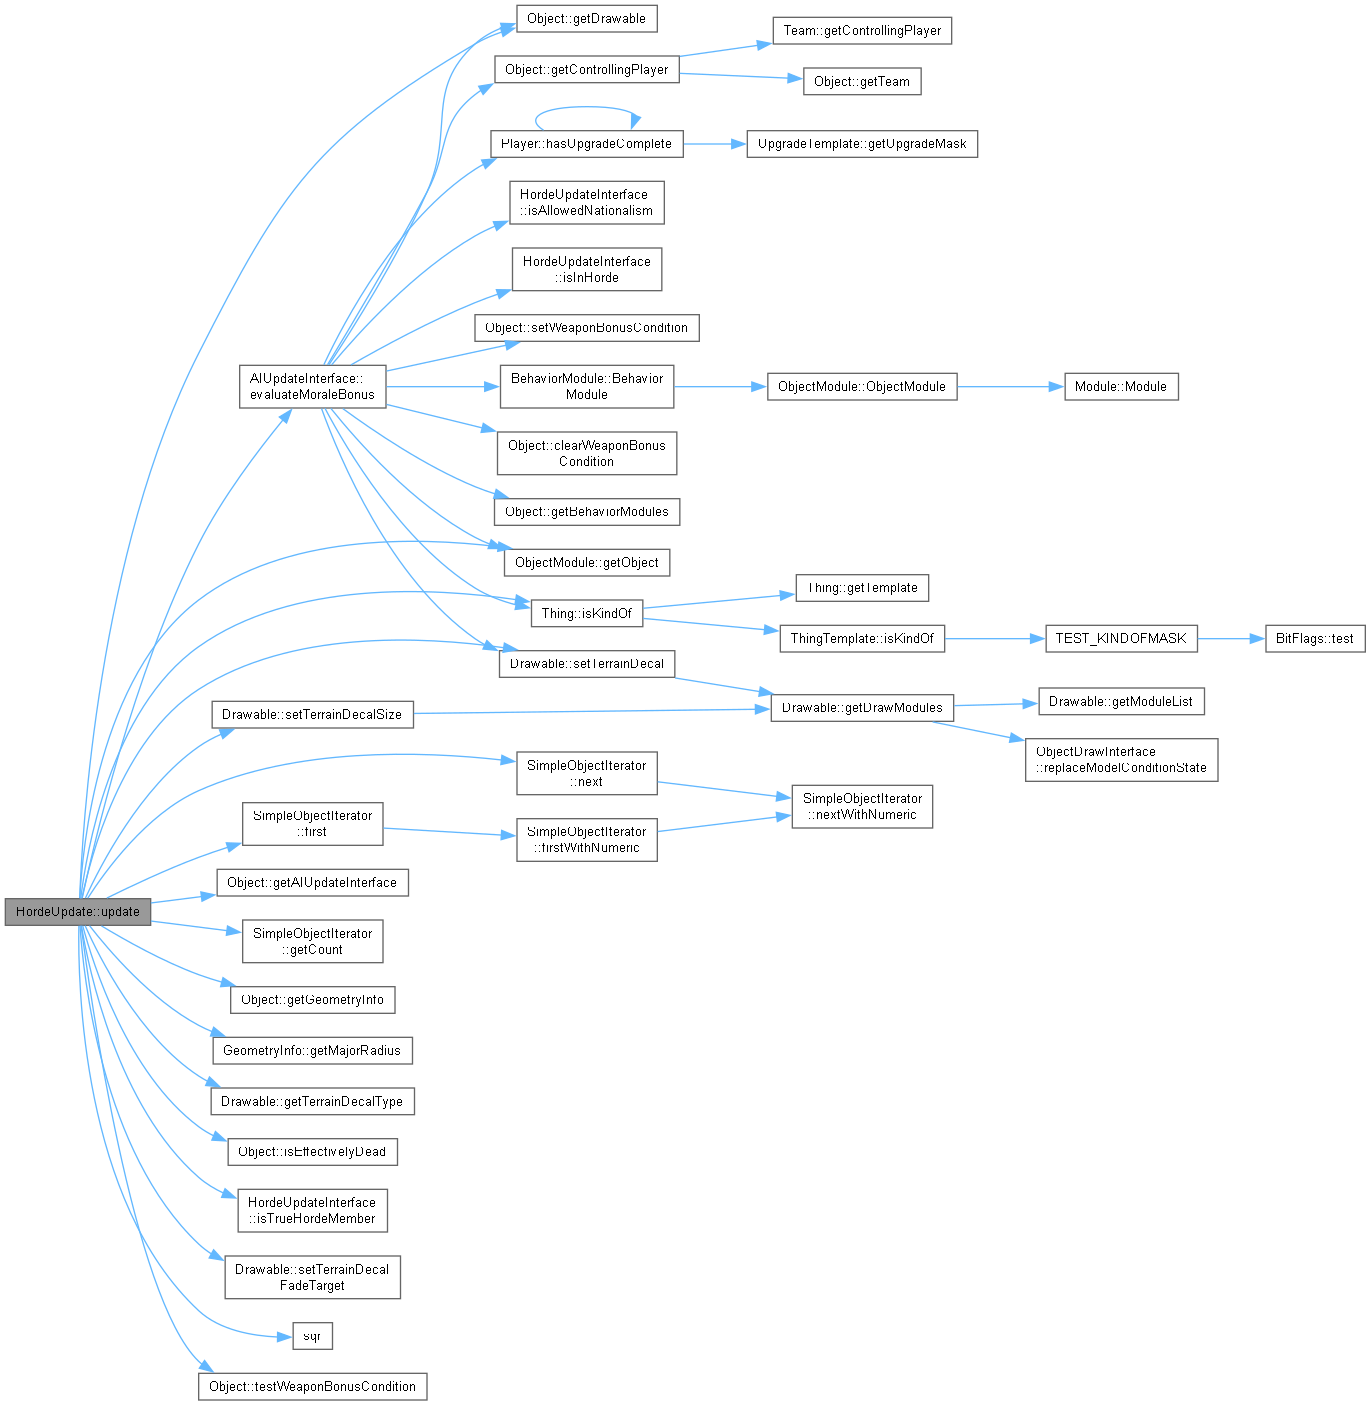 Object::getDrawable
Team::getControllingPlayer
Object::getControllingPlayer
Object::getTeam
Player::hasUpgradeComplete
UpgradeTemplate::getUpgradeMask
HordeUpdateInterface
::isAllowedNationalism
HordeUpdateInterface
::isInHorde
Object::setWeaponBonusCondition
AIUpdateInterface::
evaluateMoraleBonus
BehaviorModule::Behavior
Module
ObjectModule::ObjectModule
Module::Module
Object::clearWeaponBonus
Condition
Object::getBehaviorModules
ObjectModule::getObject
Thing::isKindOf
Thing::getTemplate
ThingTemplate::isKindOf
TEST_KINDOFMASK
BitFlags::test
Drawable::setTerrainDecal
Drawable::setTerrainDecalSize
Drawable::getDrawModules
Drawable::getModuleList
ObjectDrawInterface
::replaceModelConditionState
SimpleObjectIterator
::next
SimpleObjectIterator
::nextWithNumeric
SimpleObjectIterator
::first
SimpleObjectIterator
::firstWithNumeric
Object::getAIUpdateInterface
HordeUpdate::update
SimpleObjectIterator
::getCount
Object::getGeometryInfo
GeometryInfo::getMajorRadius
Drawable::getTerrainDecalType
Object::isEffectivelyDead
HordeUpdateInterface
::isTrueHordeMember
Drawable::setTerrainDecal
FadeTarget
sqr
Object::testWeaponBonusCondition